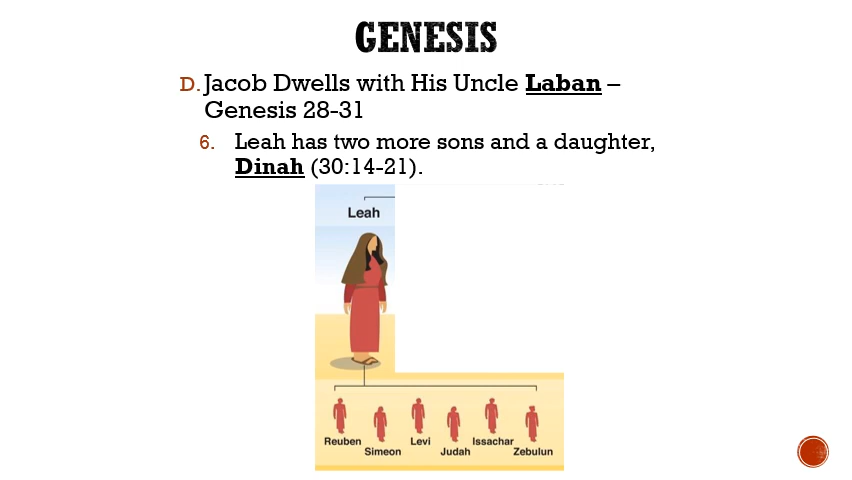 GENESIS
D. Jacob Dwells with His Uncle Laban –
Genesis 28-31
6. Leah has two more sons and a daughter,
Dinah (30:14-21).
Leah
Reuben
Simeon
Levi
Judah
Issachar
Zebulun